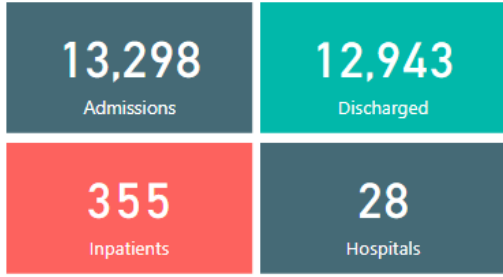 13,298
Admissions
12,943
Discharged
355
Inpatients
28
Hospitals